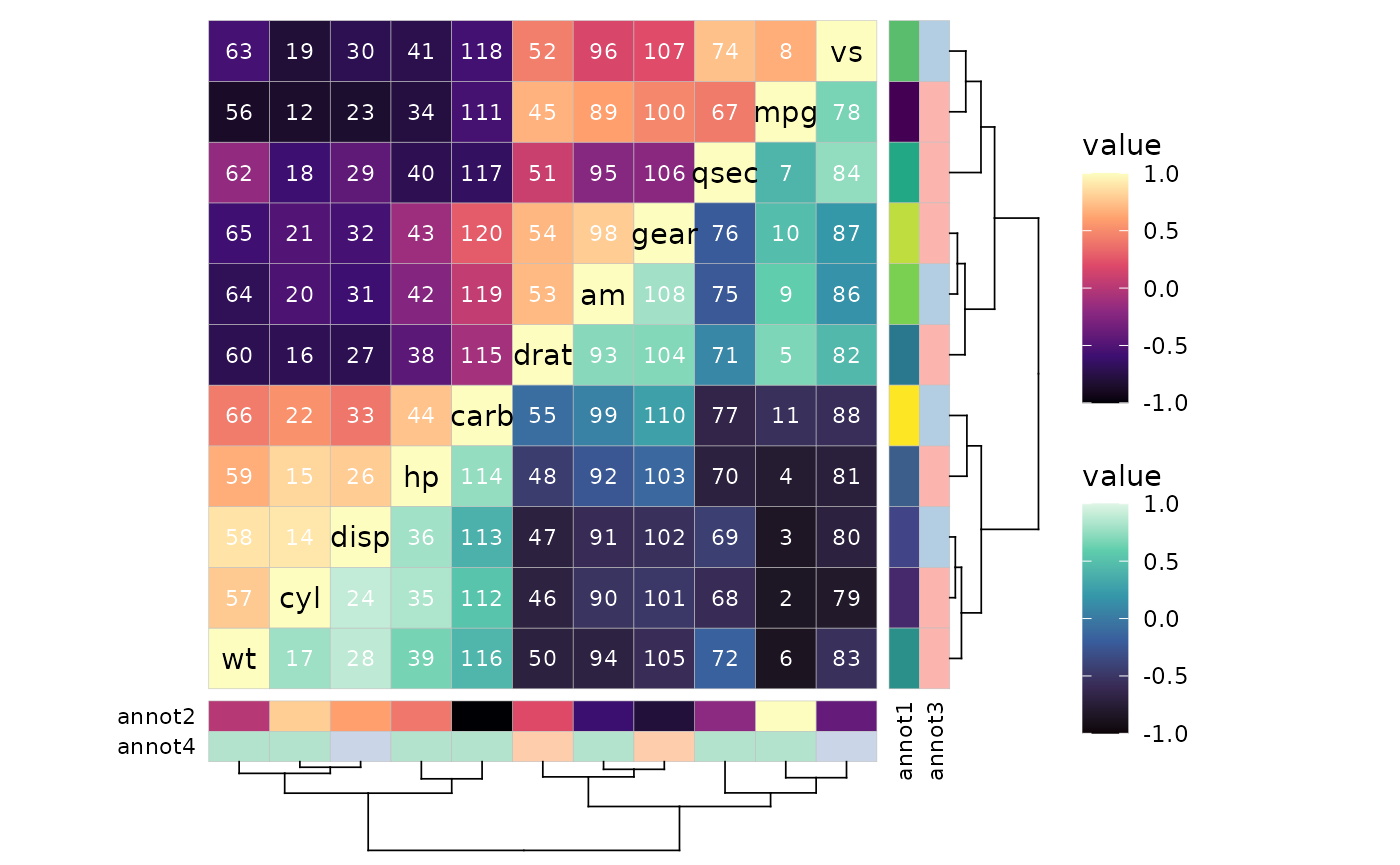 63 19 30 41 118 52 96 107 74 8 vs
56 12 23 34 111 45 89 100 67 mpg 78
62 18 29 40 117 51 95 106 qsec 7 84
65 21 32 43 120 54 98 gear 76 10 87
64 20 31 42 119 53 am 108 75 9 86
60 16 27 38 115 drat 93 104 71 5 82
66 22 33 44 carb 55 99 110 77 11 88
59 15 26 hp 114 48 92 103 70 4 81
58 14 disp 36 113 47 91 102 69 3 80
57 cyl 24 35 112 46 90 101 68 2 79
wt 17 28 39 116 50 94 105 72 6 83
annot2
annot4
annot1
annot3
value
1.0
0.5
0.0
-0.5
-1.0
value
1.0
0.5
0.0
-0.5
-1.0